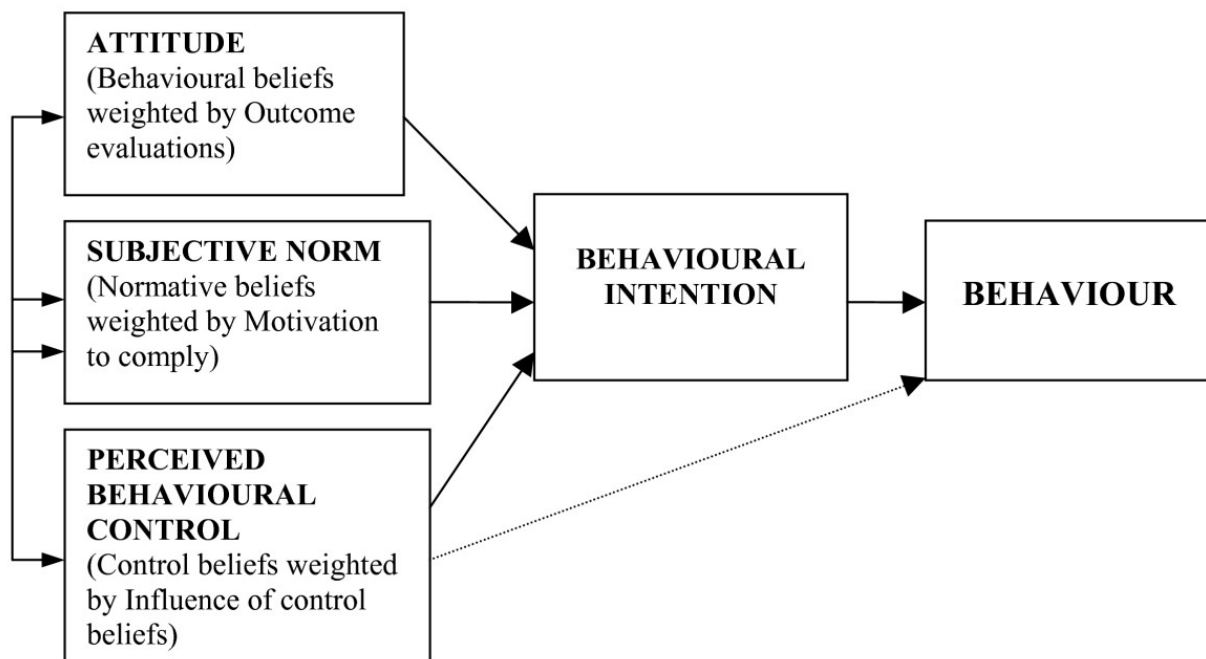 ATTITUDE
(Behavioural beliefs
weighted by Outcome
evaluations)
SUBJECTIVE NORM
(Normative beliefs
weighted by Motivation
to comply)
PERCEIVED
BEHAVIOURAL
CONTROL
(Control beliefs weighted
by Influence of control
beliefs)
BEHAVIOURAL
INTENTION
BEHAVIOUR